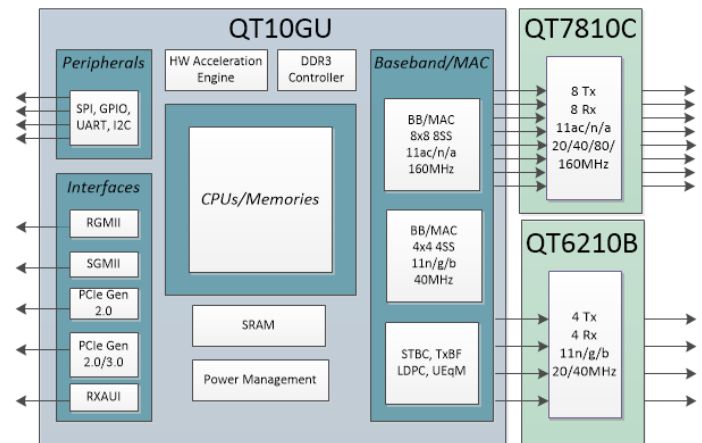 QT10GU
Peripherals
SPI, GPIO,
UART, I2C
Interfaces
RGMII
SGMII
PCIe Gen
2.0
PCIe Gen
2.0/3.0
RXAUI
HW Acceleration
Engine
DDR3
Controller
CPUs/Memories
SRAM
Power Management
Baseband/MAC
BB/MAC
8x8 8SS
11ac/n/a
160MHz
BB/MAC
4x4 4SS
11n/g/b
40MHz
STBC, TxBF
LDPC, UEqM
QT7810C
8 Tx
8 Rx
11ac/n/a
20/40/80/
160MHz
QT6210B
4 Tx
4 Rx
11n/g/b
20/40MHz